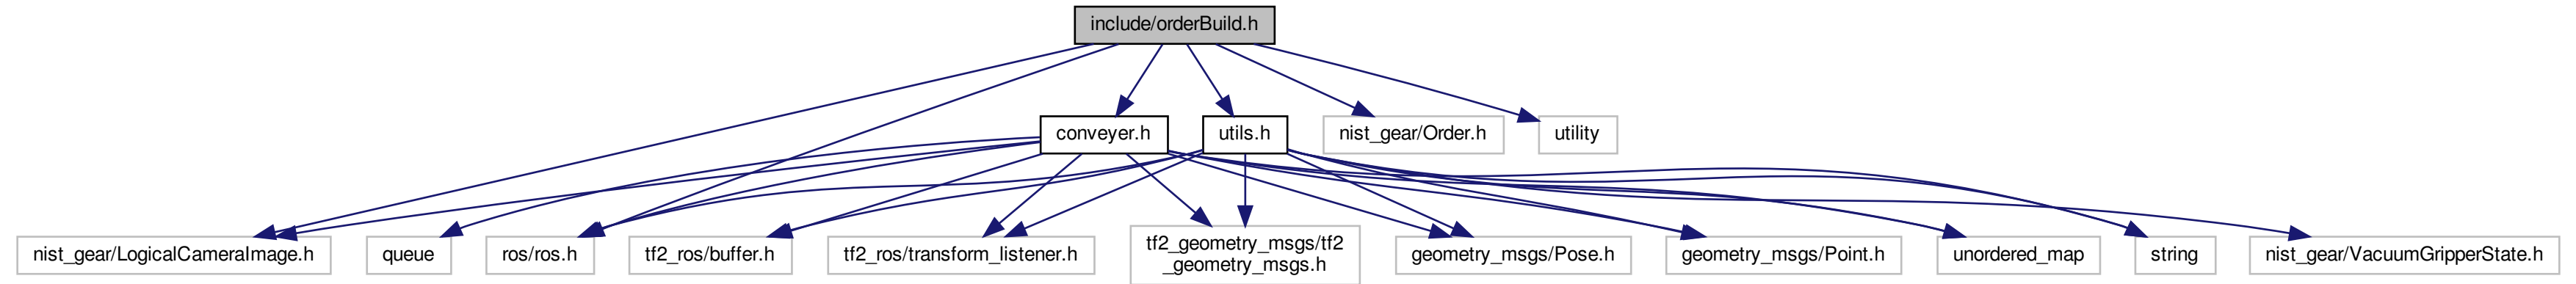 include/orderBuild.h
conveyer.h
utils.h
nist_gear/Order.h
utility
nist_gear/LogicalCameraImage.h
queue
ros/ros.h
tf2_ros/buffer.h
tf2_ros/transform_listener.h
tf2_geometry_msgs/tf2
_geometry_msgs.h
geometry_msgs/Pose.h
geometry_msgs/Point.h
unordered_map
string
nist_gear/VacuumGripperState.h